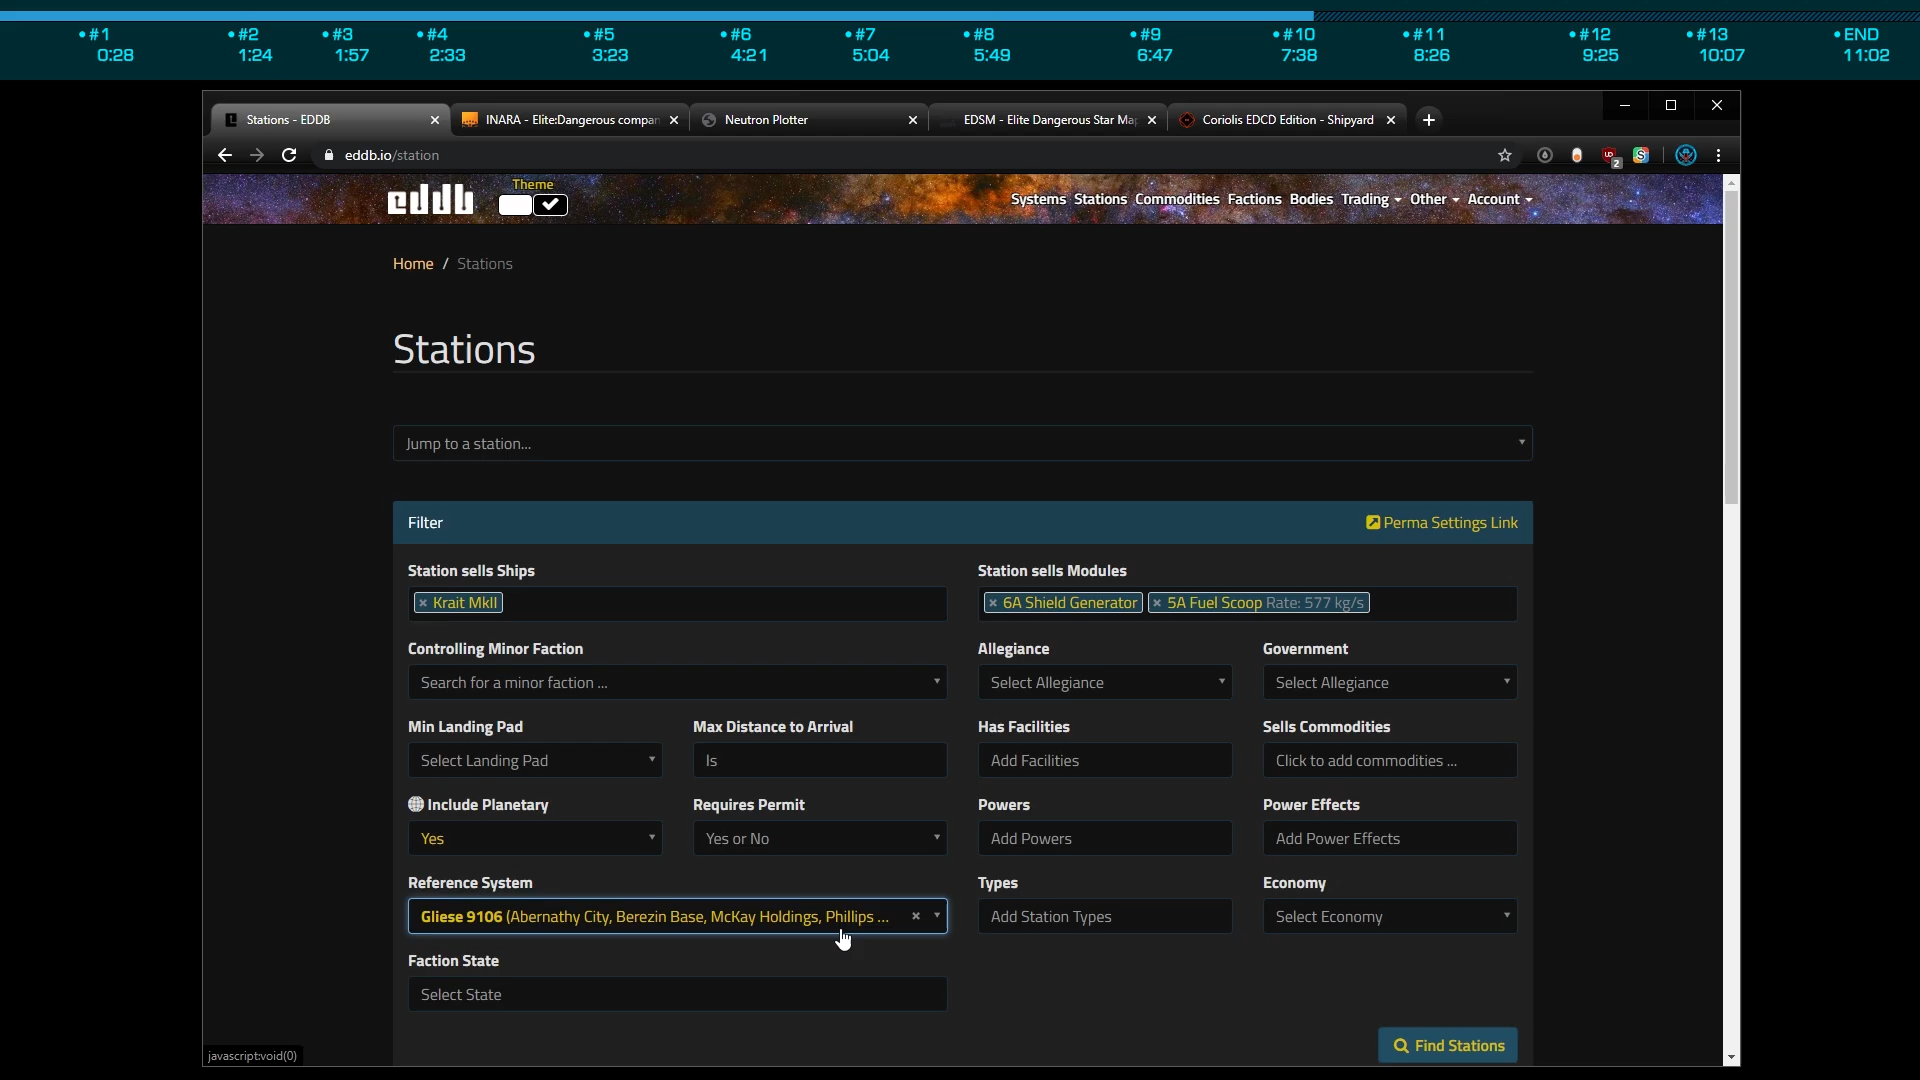 #1 #2 #3 #4 #5 #6 #7 #8 #9 #10 #11 #12 #13 END
0:28 1:24 1:57 2:33 3:23 4:21 5:04 5:49 6:47 7:38 8:26 9:25 10:07 11:02
Stations - EDDB
INARA - Elite:Dangerous compan
Neutron Plotter
EDSM - Elite Dangerous Star Ma
Coriolis EDCD Edition - Shipyard
eddb.io/station
2
eddb
Theme
Systems Stations Commodities Factions Bodies Trading Other Account
Home / Stations
Stations
Jump to a station...
Filter
Perma Settings Link
Station sells Ships
Station sells Modules
× Krait MkII
× 6A Shield Generator × 5A Fuel Scoop Rate: 577 kg/s
Controlling Minor Faction
Allegiance
Government
Search for a minor faction ...
Select Allegiance
Select Allegiance
Min Landing Pad
Max Distance to Arrival
Has Facilities
Sells Commodities
Select Landing Pad
ls
Add Facilities
Click to add commodities ...
Include Planetary
Requires Permit
Powers
Power Effects
Yes
Yes or No
Add Powers
Add Power Effects
Reference System
Types
Economy
Gliese 9106 (Abernathy City, Berezin Base, McKay Holdings, Phillips ... ×
Add Station Types
Select Economy
Faction State
Select State
Find Stations
javascript:void(0)